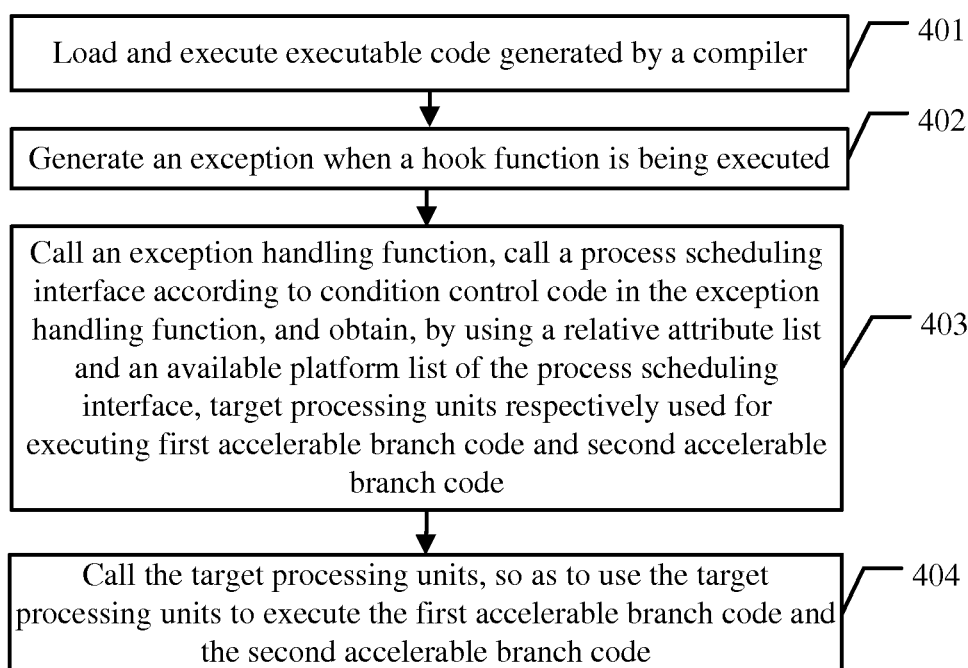 Load and execute executable code generated by a compiler
401
Generate an exception when a hook function is being executed
402
Call an exception handling function, call a process scheduling
interface according to condition control code in the exception
handling function, and obtain, by using a relative attribute list
and an available platform list of the process scheduling
interface, target processing units respectively used for
executing first accelerable branch code and second accelerable
branch code
403
Call the target processing units, so as to use the target
processing units to execute the first accelerable branch code and
the second accelerable branch code
404